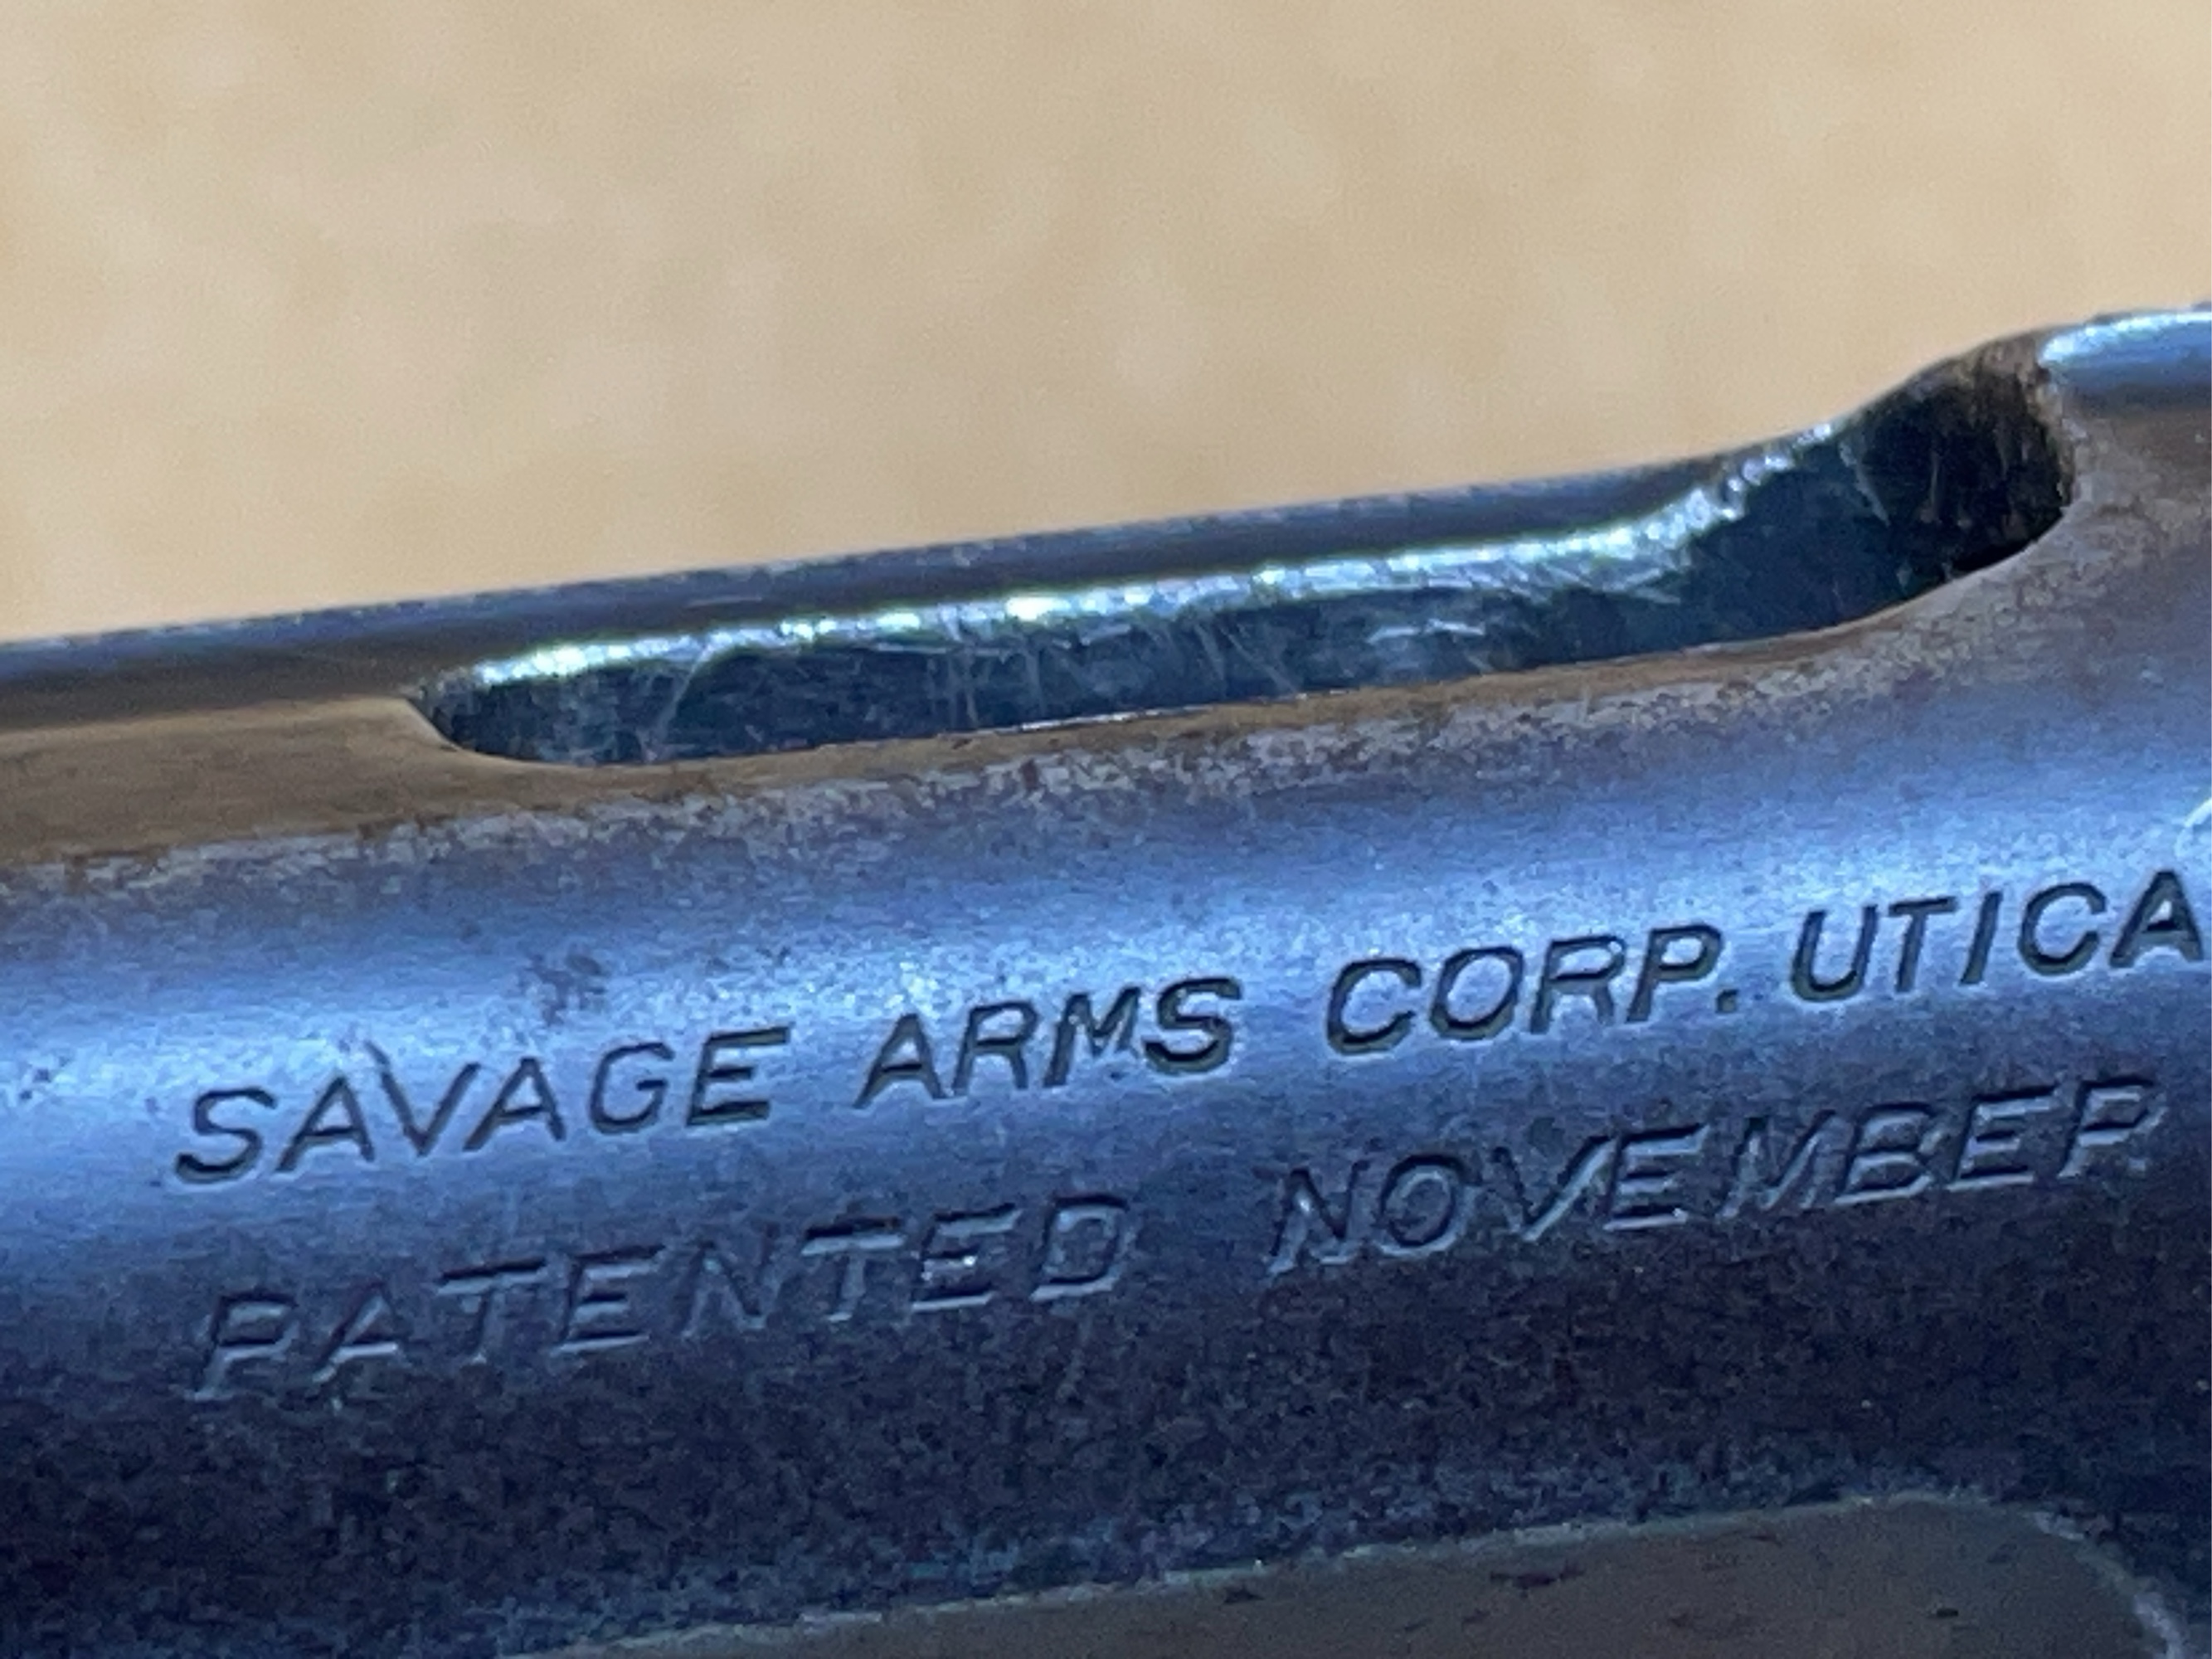 SAVAGE ARMS CORP. UTICA
PATENTED NOVEMBER